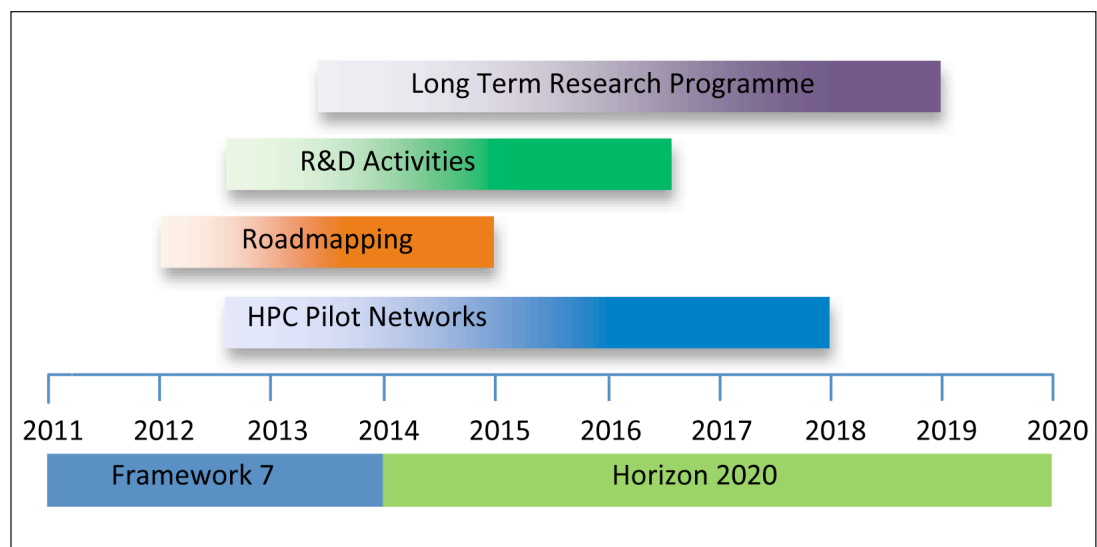 Long Term Research Programme
R&D Activities
Roadmapping
HPC Pilot Networks
2011 2012 2013 2014 2015 2016 2017 2018 2019 2020
Framework 7 Horizon 2020